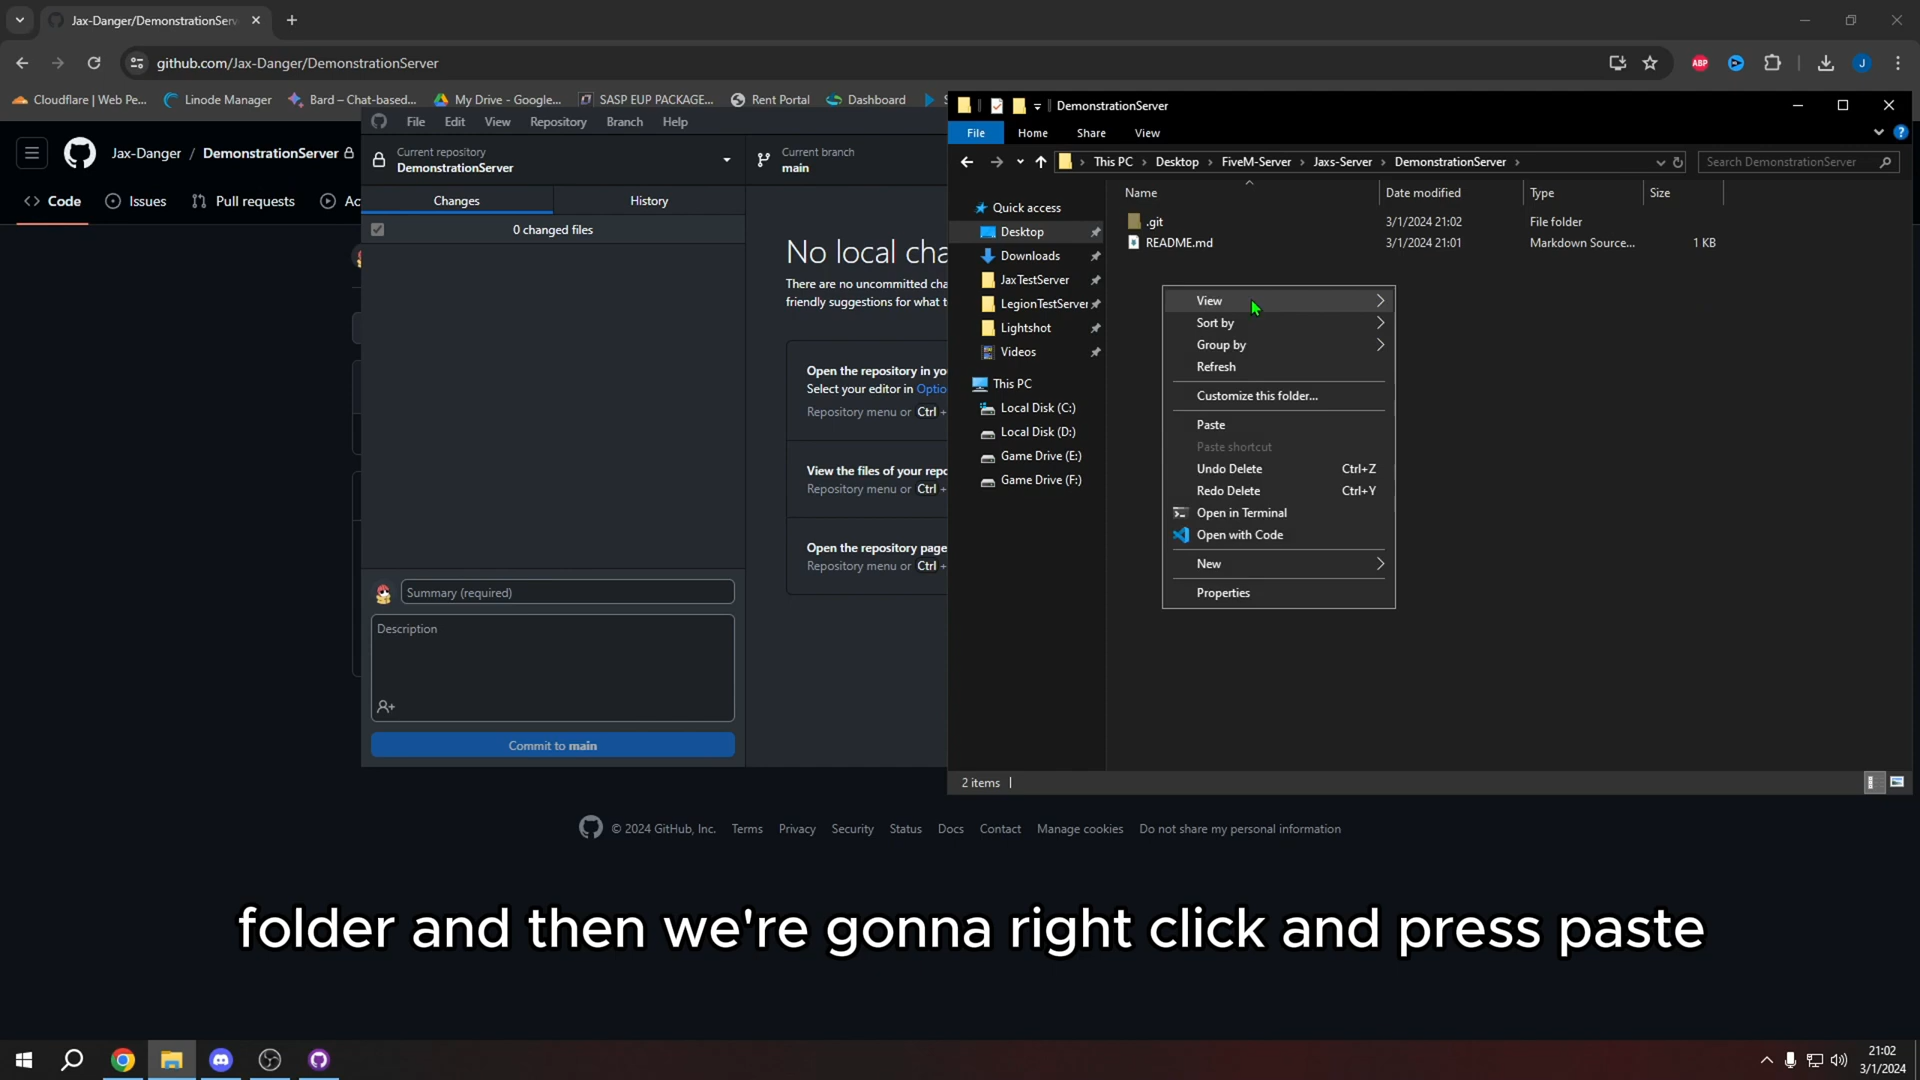 Jax-Danger/DemonstrationServ
github.com/Jax-Danger/DemonstrationServer
ABP
J
Cloudflare | Web Pe...
Linode Manager
Bard – Chat-based...
My Drive - Google...
SASP EUP PACKAGE...
Rent Portal
Dashboard
S
Jax-Danger / DemonstrationServer
Code
Issues
Pull requests
Ac
File Edit View Repository Branch Help
Current repository
DemonstrationServer
Current branch
main
Changes
History
0 changed files
No local cha
There are no uncommitted cha
friendly suggestions for what t
Open the repository in you
Select your editor in Optio
Repository menu or Ctrl +
View the files of your repo
Repository menu or Ctrl +
Open the repository page
Repository menu or Ctrl +
Summary (required)
Description
Commit to main
DemonstrationServer
File Home Share View
This PC > Desktop > FiveM-Server > Jaxs-Server > DemonstrationServer >
Search DemonstrationServer
Name Date modified Type Size
.git 3/1/2024 21:02 File folder
README.md 3/1/2024 21:01 Markdown Source... 1 KB
Quick access
Desktop
Downloads
JaxTestServer
LegionTestServer
Lightshot
Videos
This PC
Local Disk (C:)
Local Disk (D:)
Game Drive (E:)
Game Drive (F:)
View
Sort by
Group by
Refresh
Customize this folder...
Paste
Paste shortcut
Undo Delete Ctrl+Z
Redo Delete Ctrl+Y
Open in Terminal
Open with Code
New
Properties
2 items
© 2024 GitHub, Inc. Terms Privacy Security Status Docs Contact Manage cookies Do not share my personal information
folder and then we're gonna right click and press paste
21:02
3/1/2024